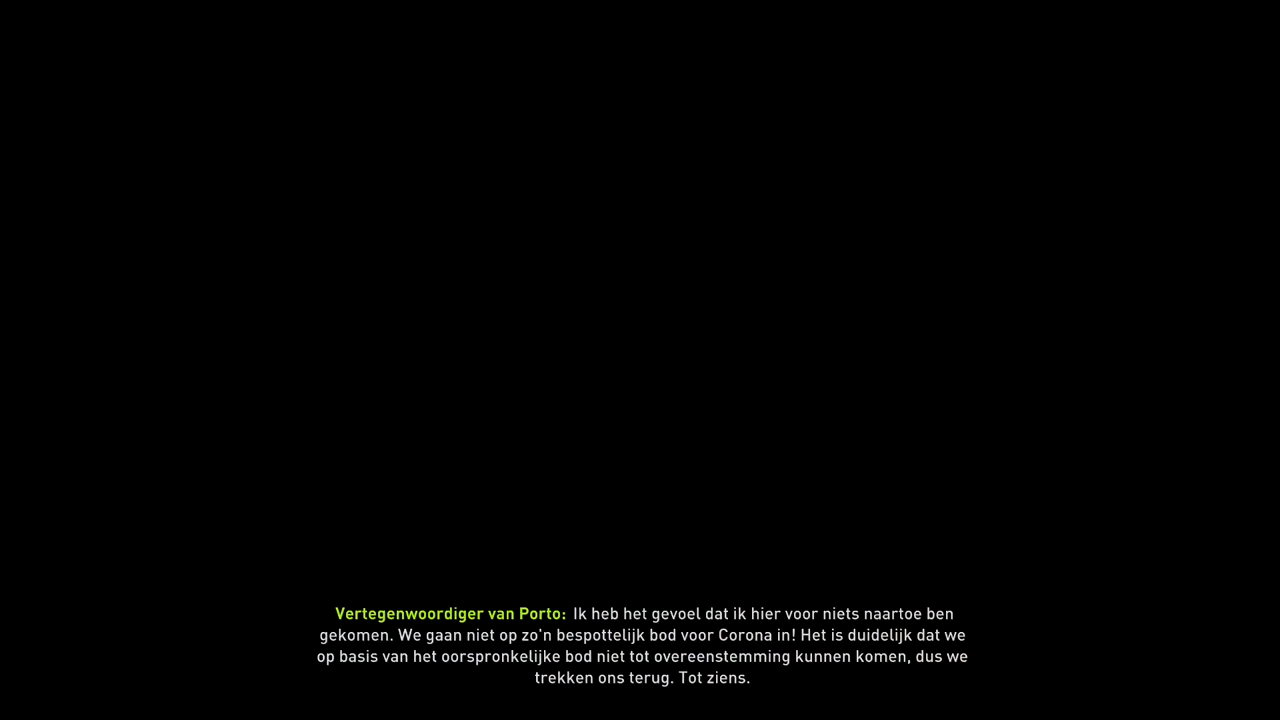 Vertegenwoordiger van Porto: Ik heb het gevoel dat ik hier voor niets naartoe ben
gekomen. We gaan niet op zo'n bespottelijk bod voor Corona in! Het is duidelijk dat we
op basis van het oorspronkelijke bod niet tot overeenstemming kunnen komen, dus we
trekken ons terug. Tot ziens.